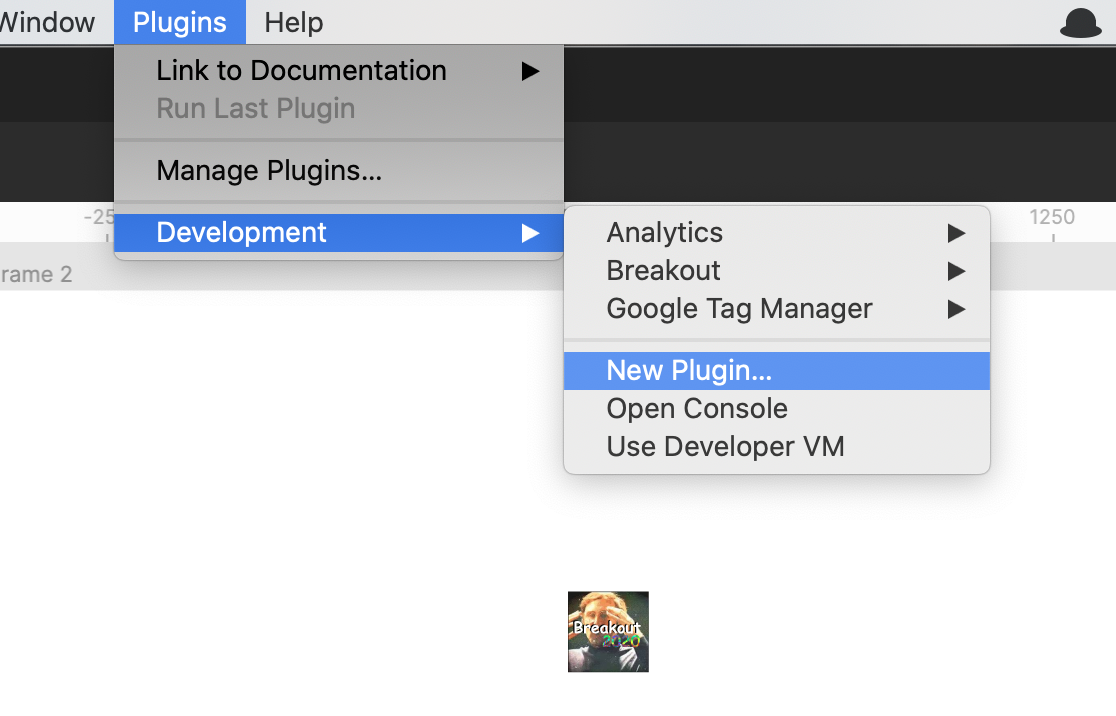 Window Plugins Help
Link to Documentation
Run Last Plugin
Manage Plugins...
Development
-25
1250
rame 2
Analytics
Breakout
Google Tag Manager
New Plugin...
Open Console
Use Developer VM
Breakout
2020